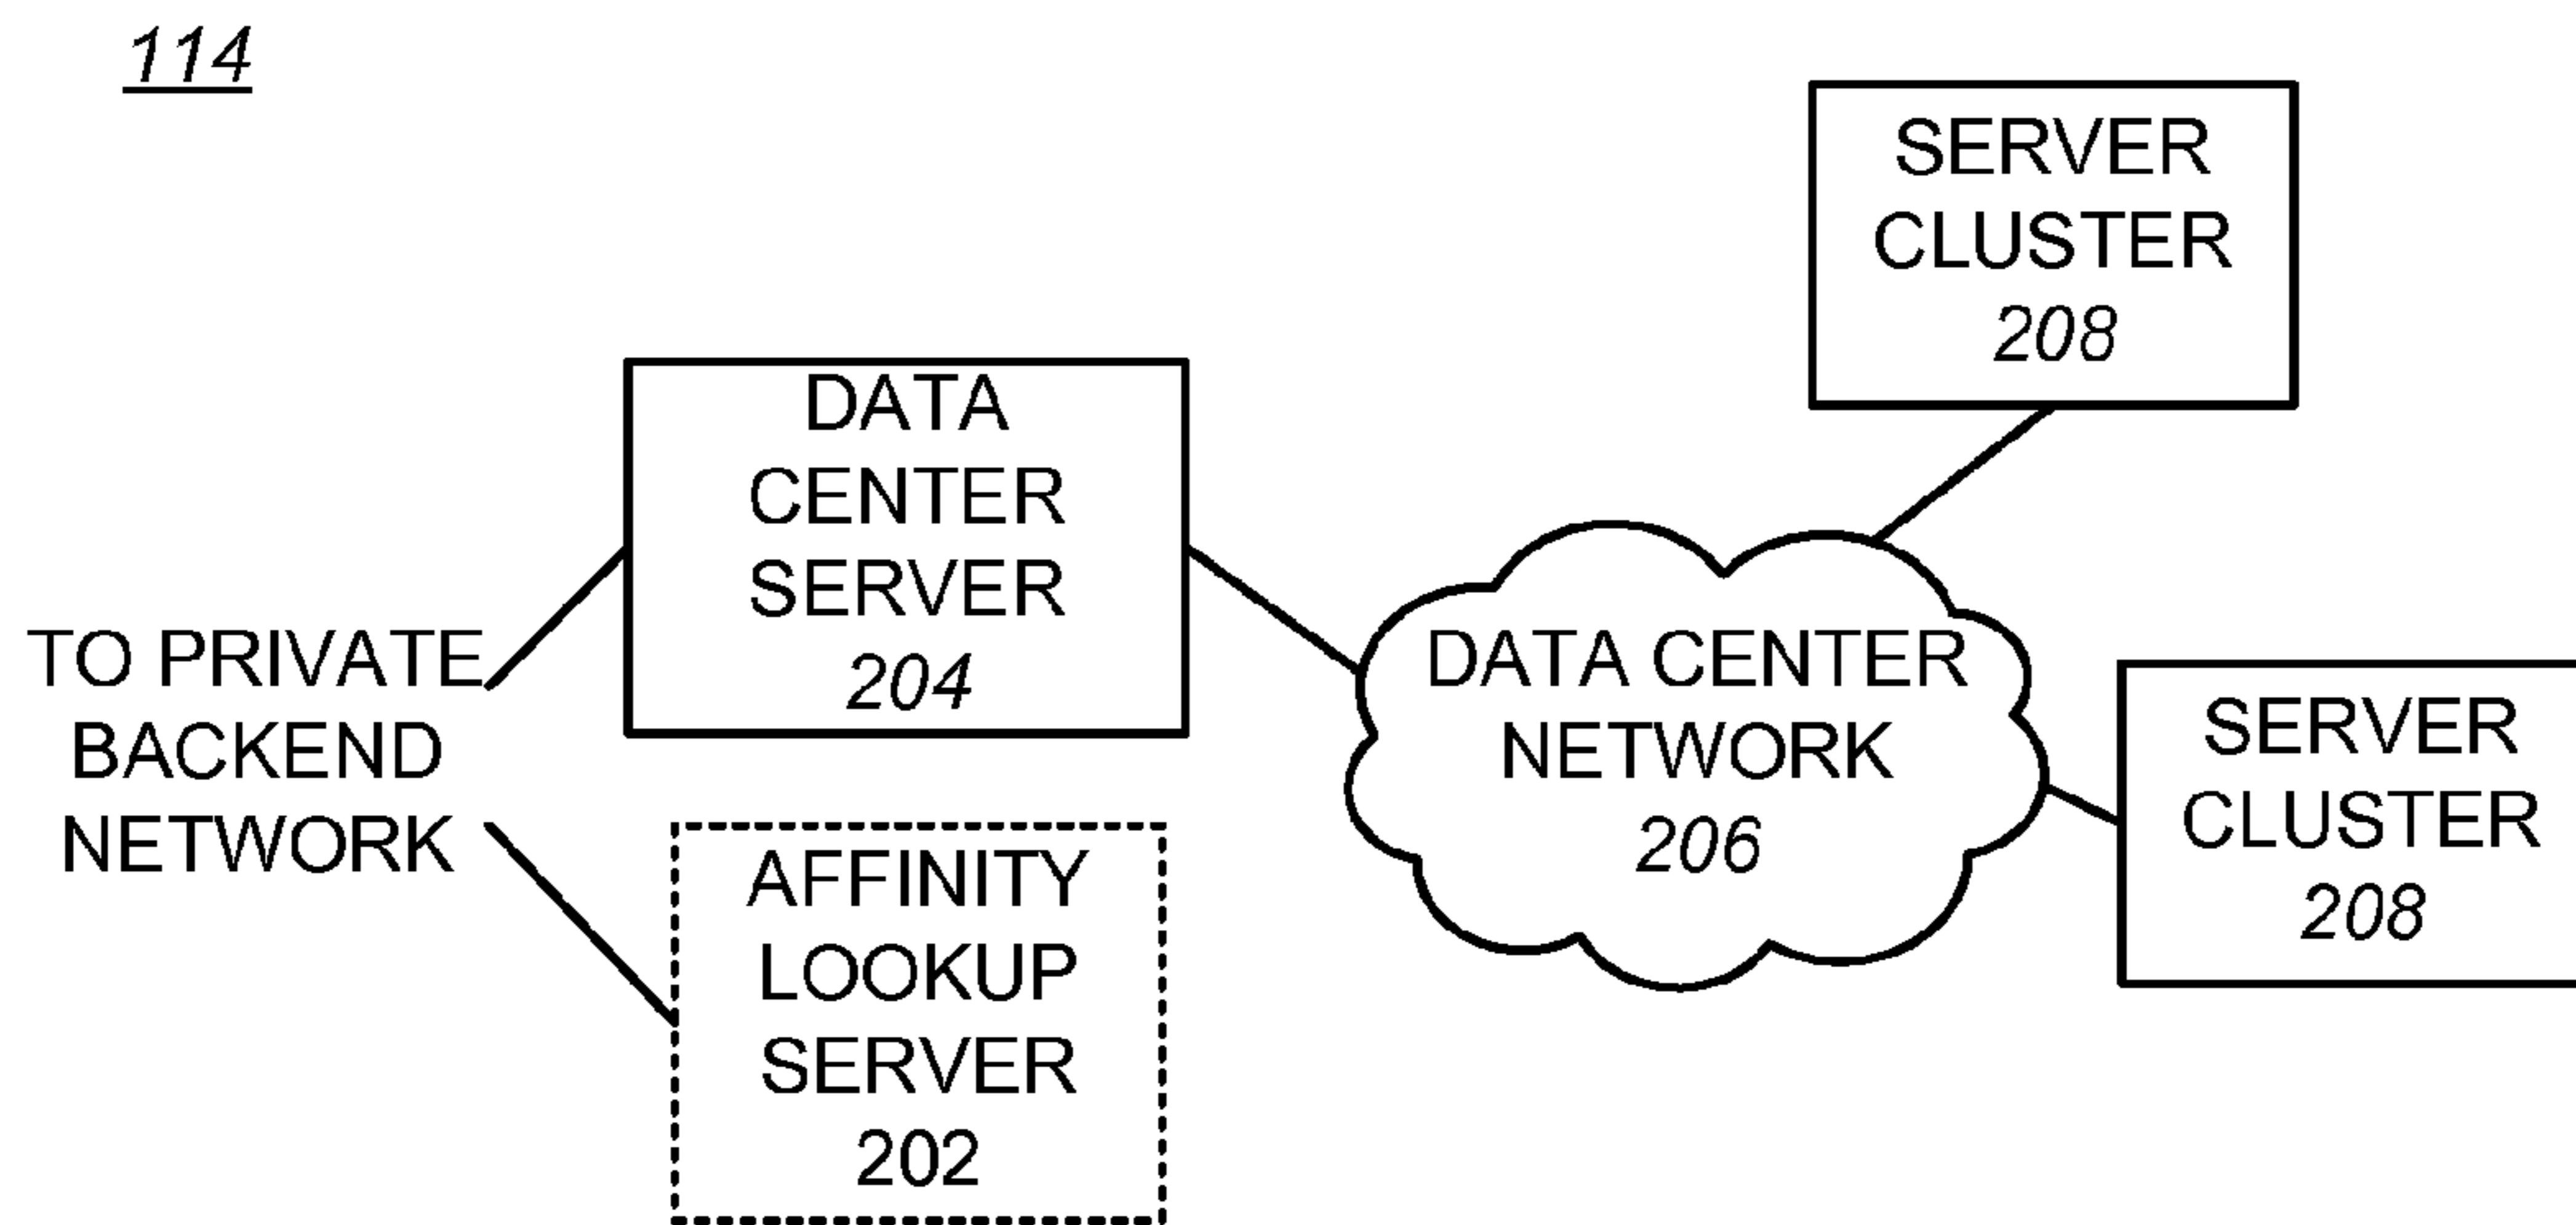 114
SERVER
CLUSTER
208
DATA
CENTER
SERVER
204
TO PRIVATE
BACKEND
NETWORK
DATA CENTER
NETWORK
206
SERVER
CLUSTER
208
AFFINITY
LOOKUP
SERVER
202